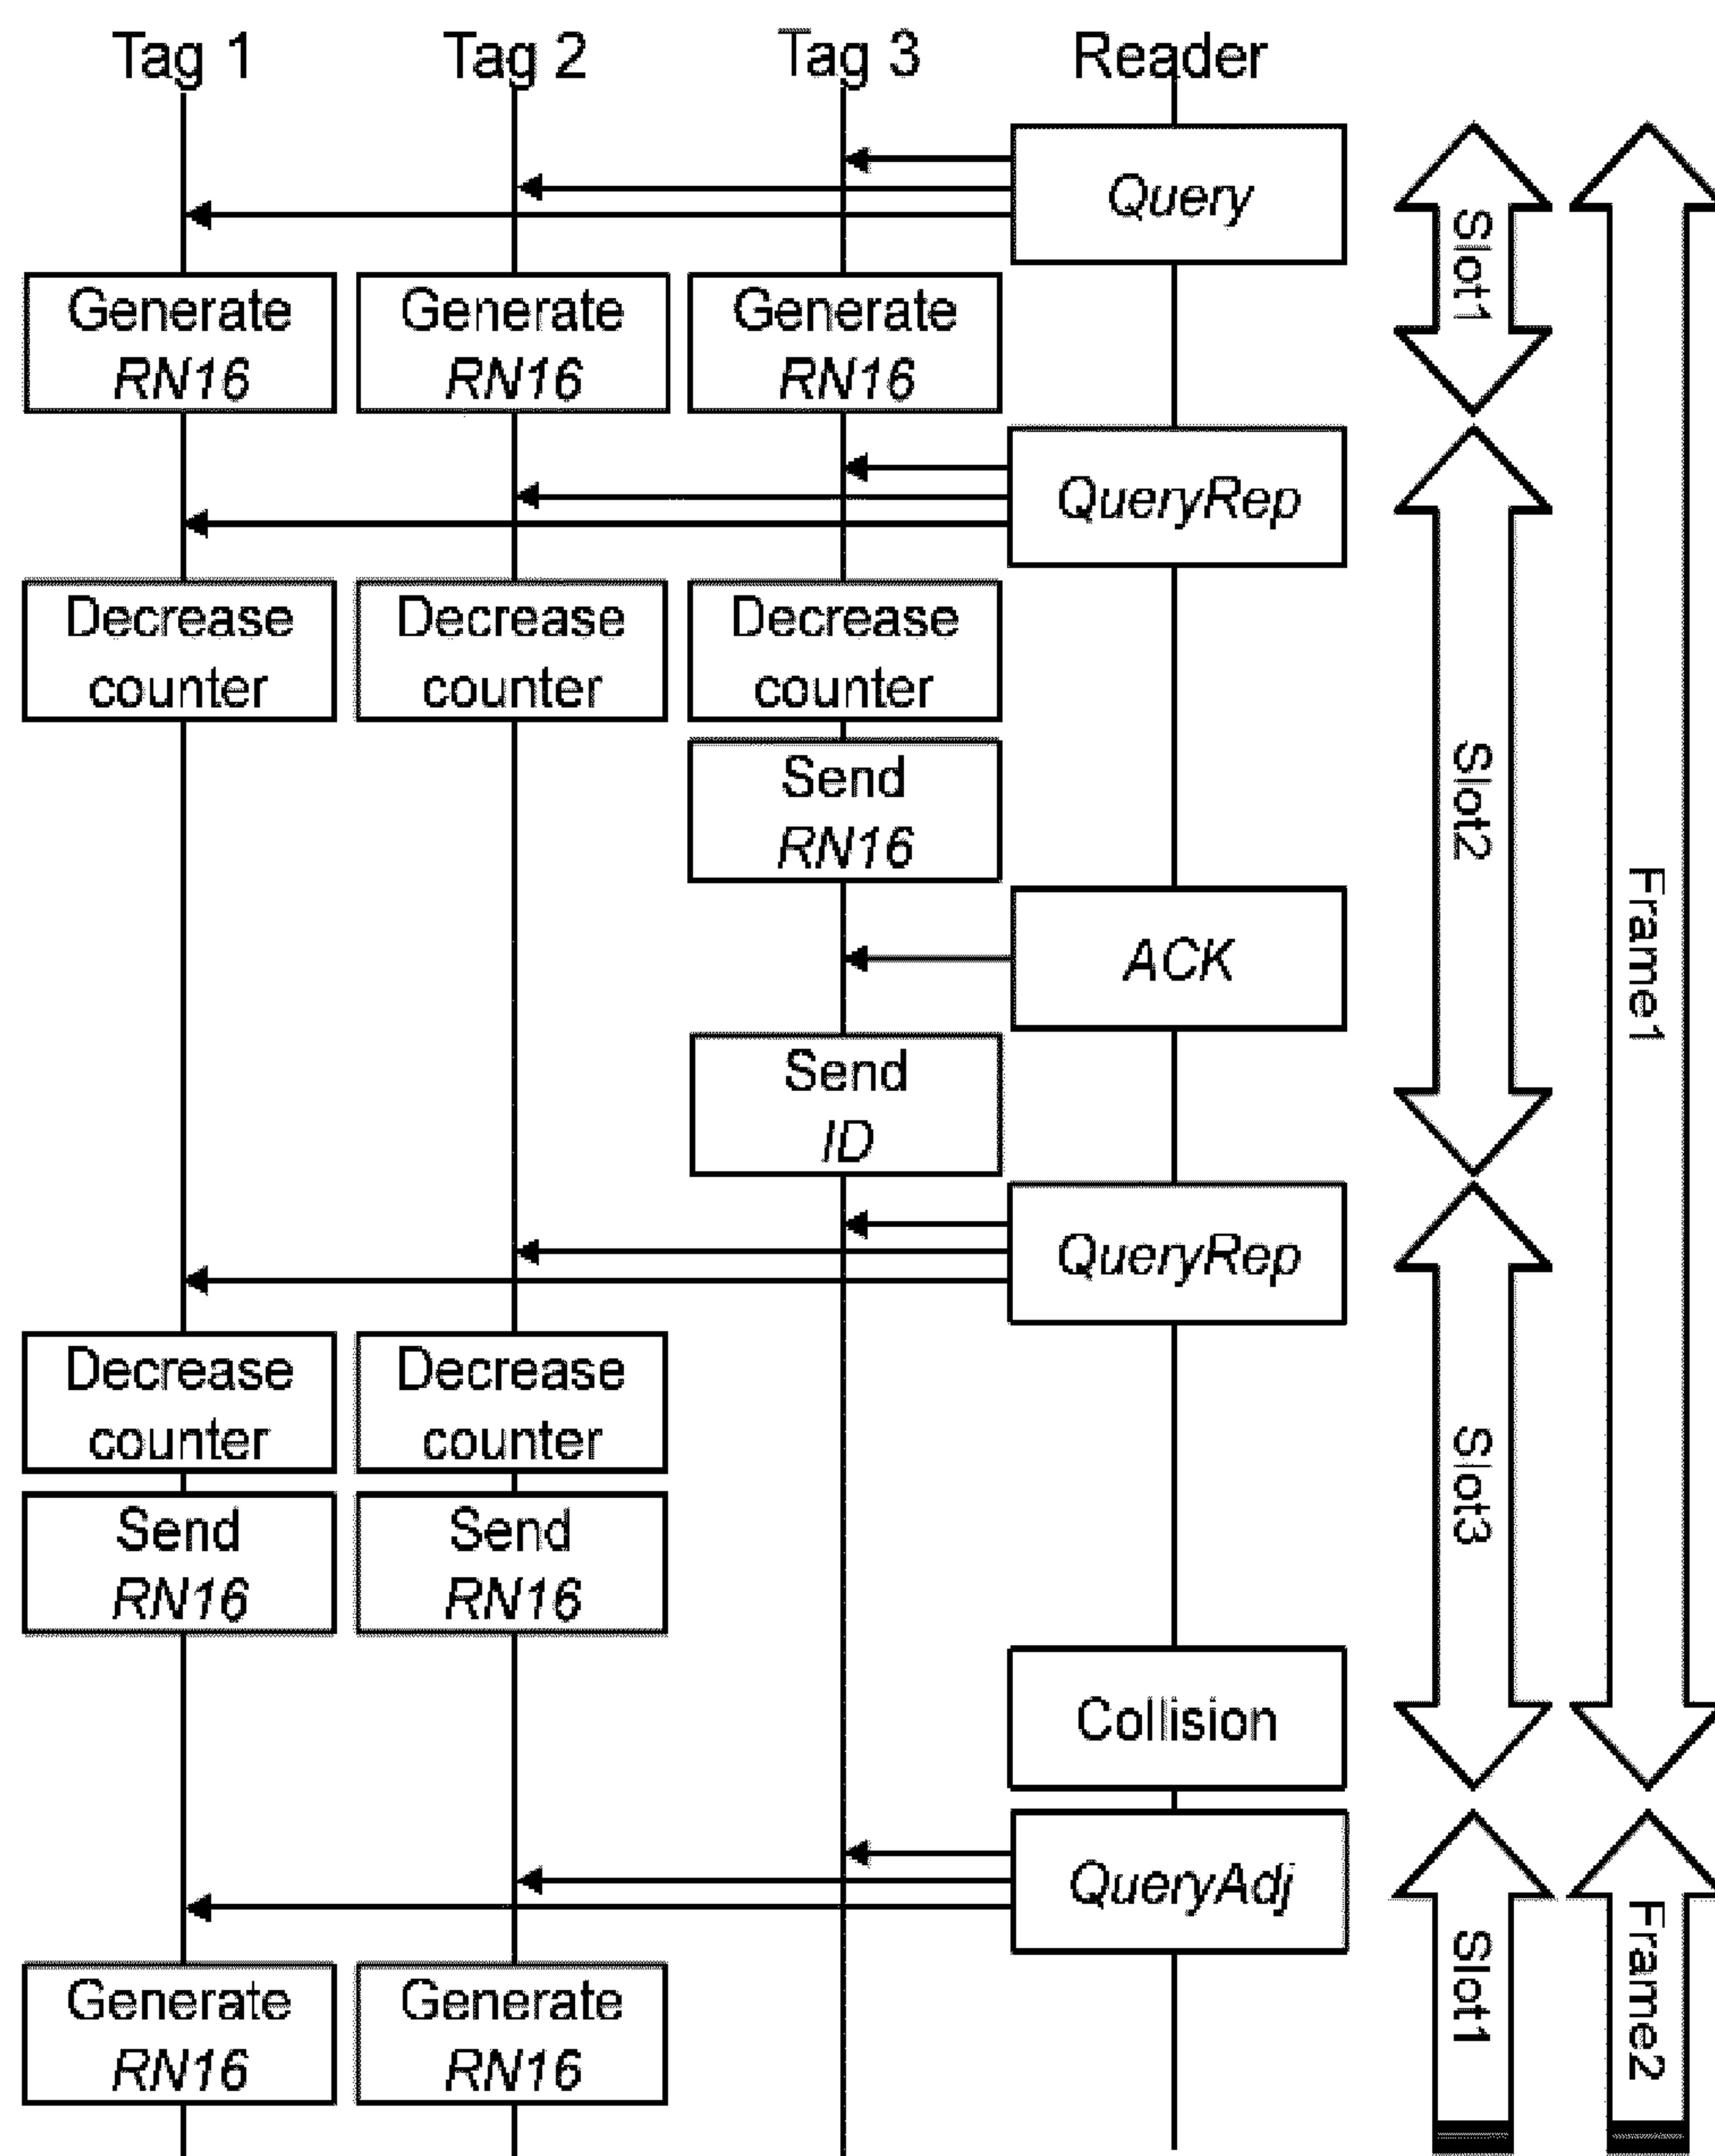 Tag 1 Tag 2 Tag 3 Reader
Query
Slot1
Generate Generate Generate
RN16 RN16 RN16
QueryRep
Decrease Decrease Decrease
counter counter counter
Slot2
Send
RN16
Frame1
ACK
Send
ID
QueryRep
Decrease Decrease
counter counter
Slot3
Send Send
RN16 RN16
Collision
QueryAdj
Slot1
Frame2
Generate Generate
RN16 RN16